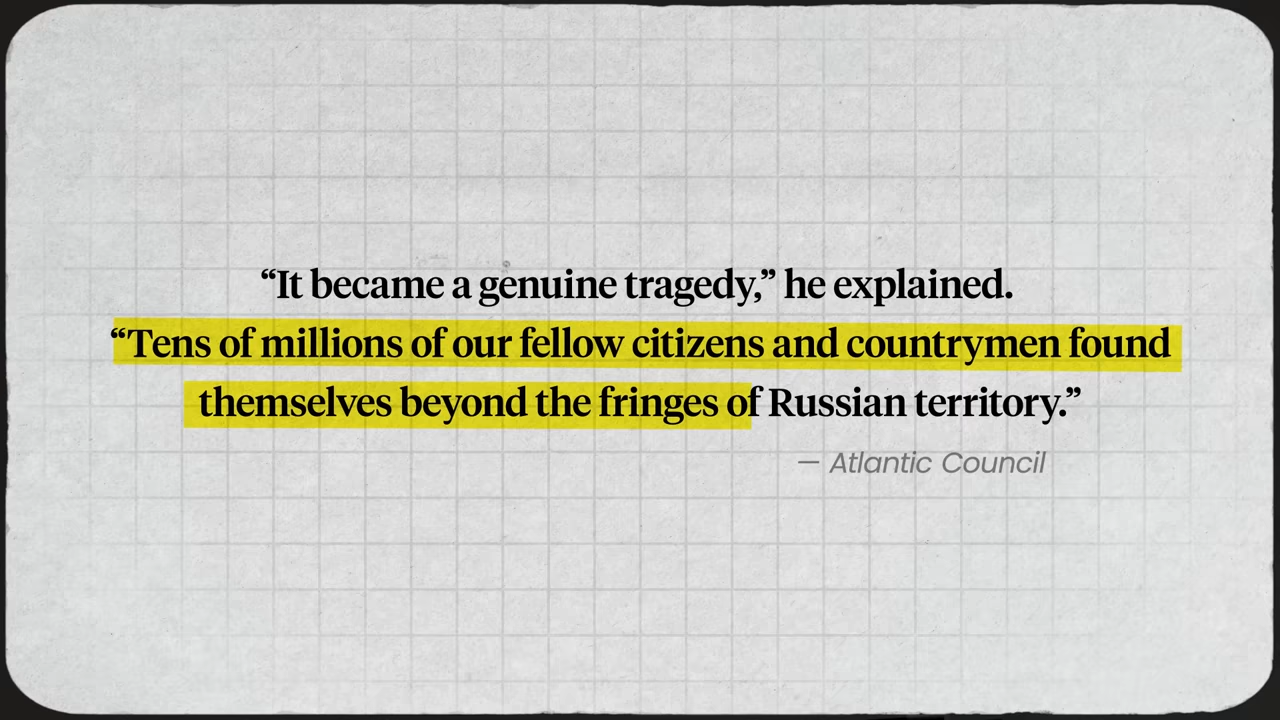 “It became a genuine tragedy,” he explained.
“Tens of millions of our fellow citizens and countrymen found
themselves beyond the fringes of Russian territory.”
— Atlantic Council